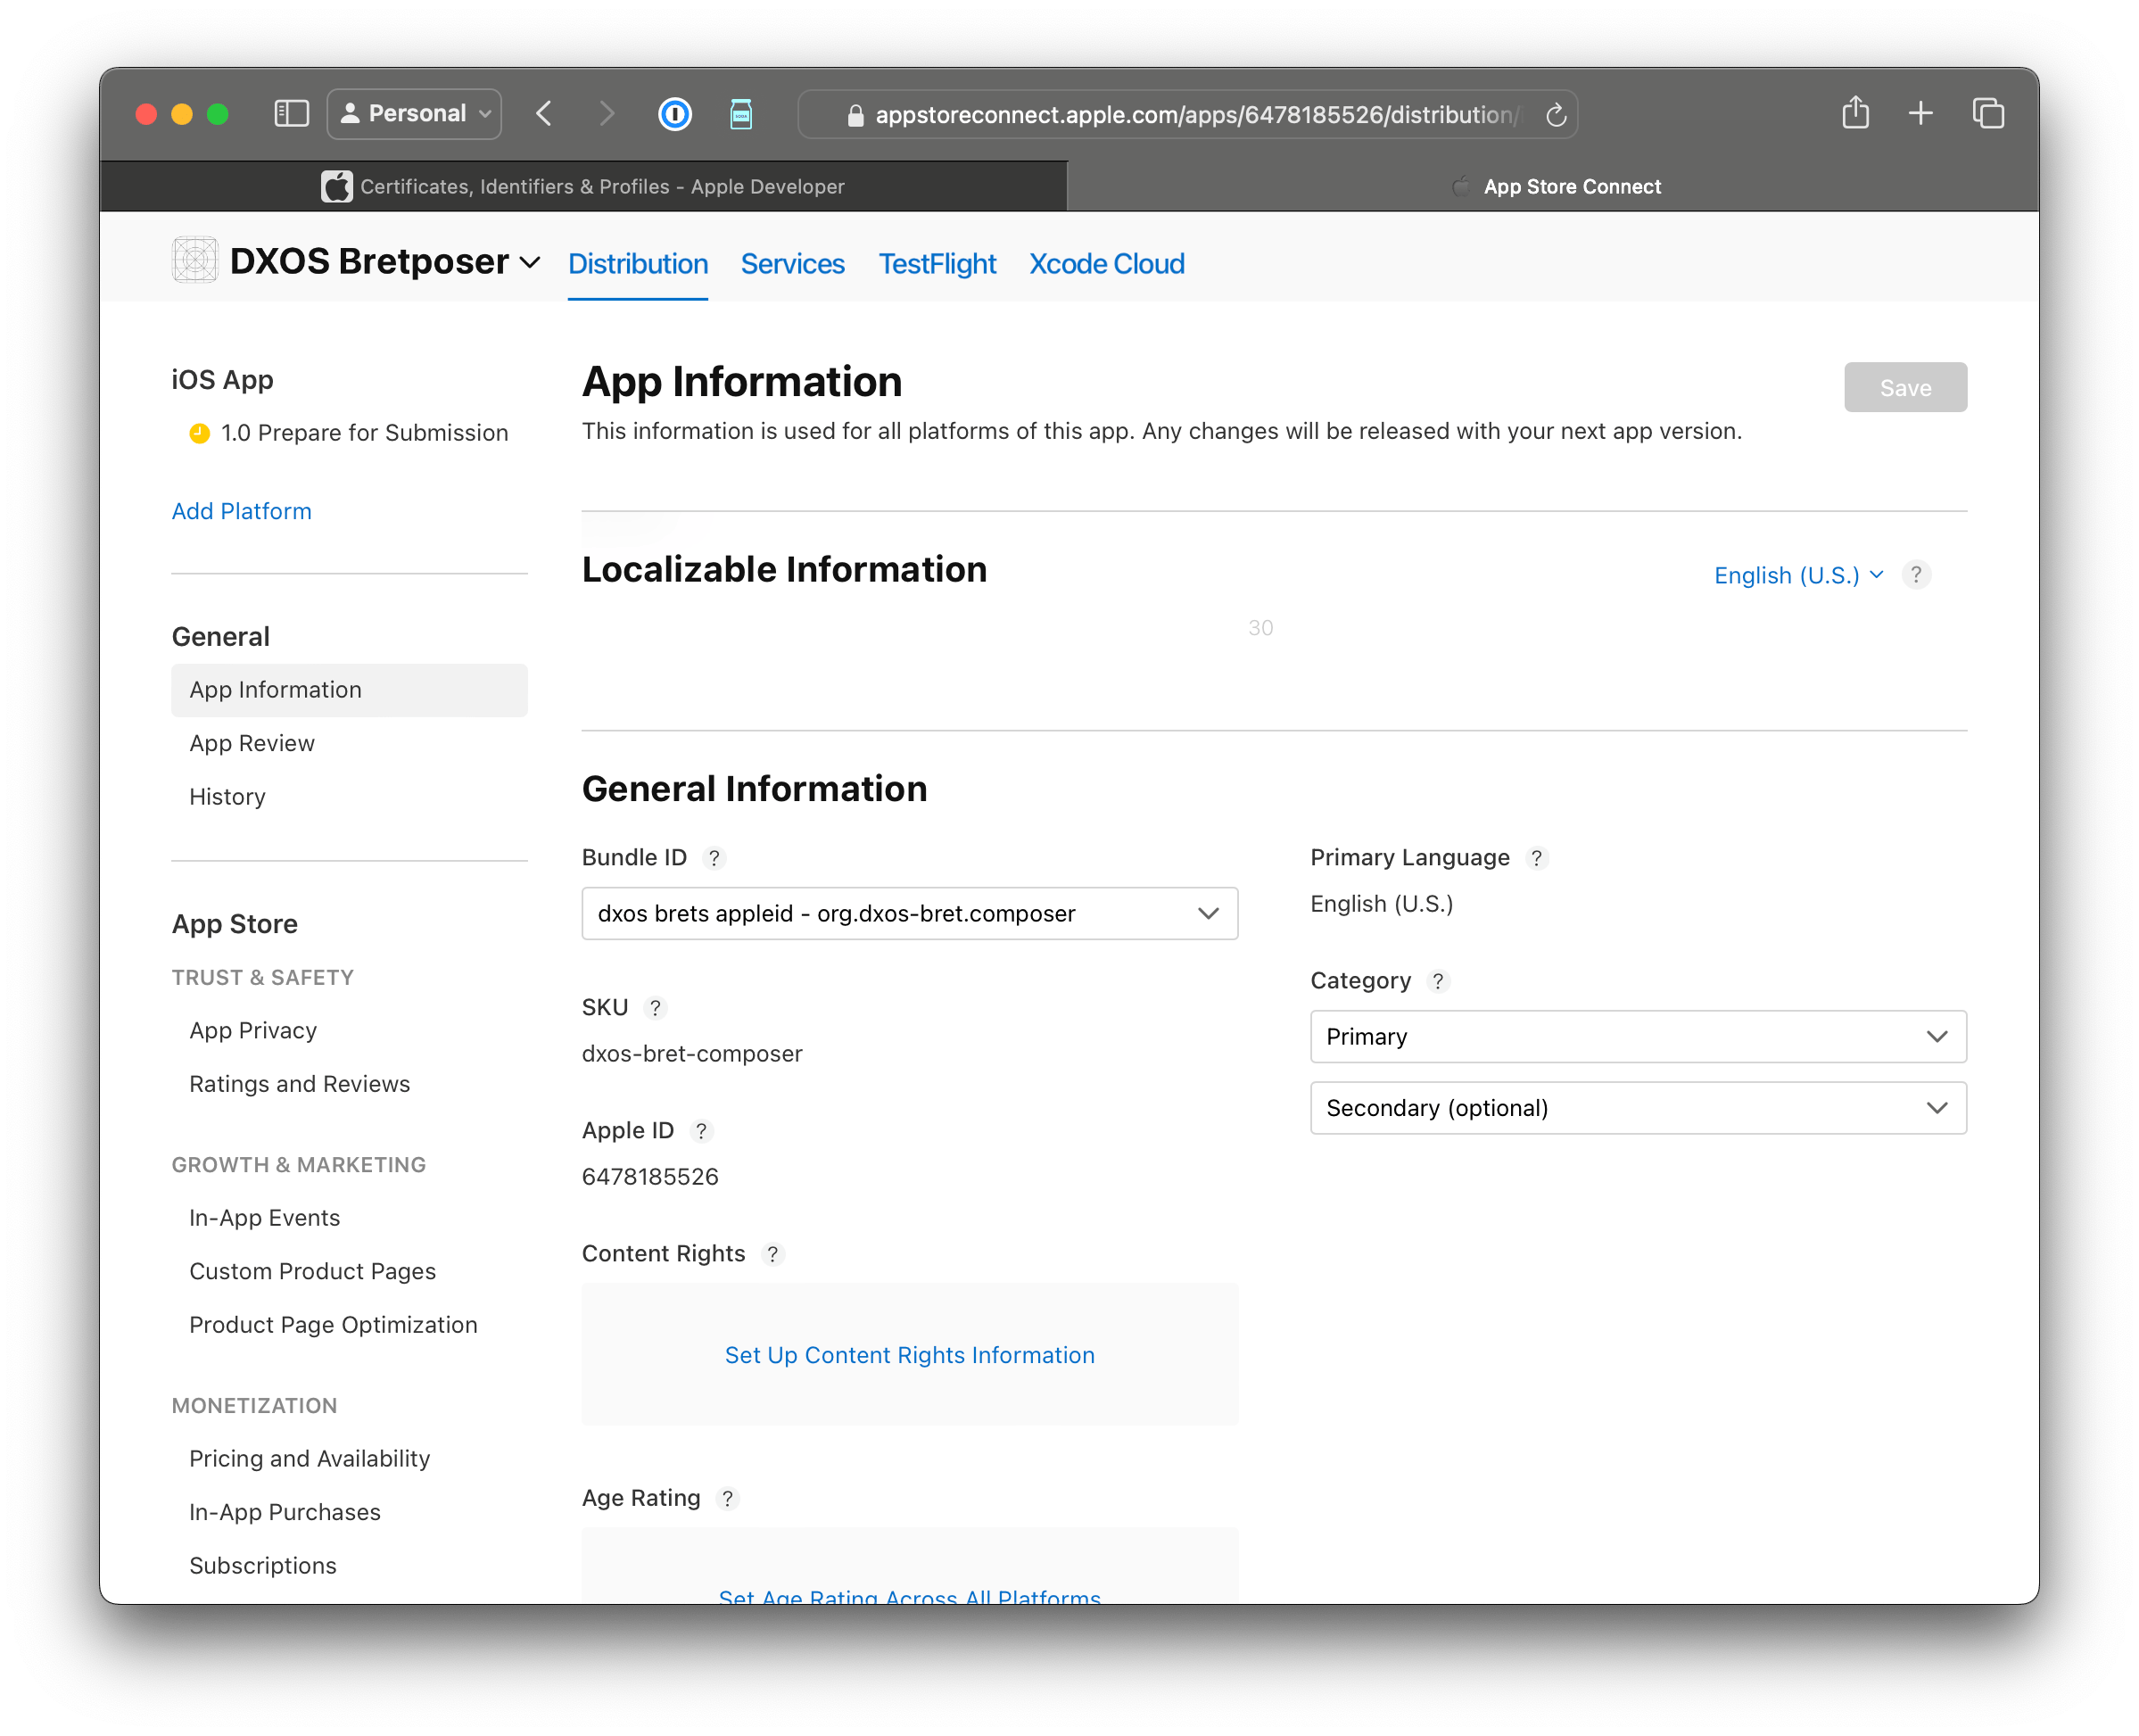 Personal
appstoreconnect.apple.com/apps/6478185526/distribution/
Certificates, Identifiers & Profiles - Apple Developer
App Store Connect
DXOS Bretposer
Distribution
Services
TestFlight
Xcode Cloud
iOS App
1.0 Prepare for Submission
Add Platform
General
App Information
App Review
History
App Store
TRUST & SAFETY
App Privacy
Ratings and Reviews
GROWTH & MARKETING
In-App Events
Custom Product Pages
Product Page Optimization
MONETIZATION
Pricing and Availability
In-App Purchases
Subscriptions
App Information
Save
This information is used for all platforms of this app. Any changes will be released with your next app version.
Localizable Information
English (U.S.)
?
30
General Information
Bundle ID ?
dxos brets appleid - org.dxos-bret.composer
SKU ?
dxos-bret-composer
Apple ID ?
6478185526
Content Rights ?
Set Up Content Rights Information
Age Rating ?
Set Age Rating Across All Platforms
Primary Language ?
English (U.S.)
Category ?
Primary
Secondary (optional)